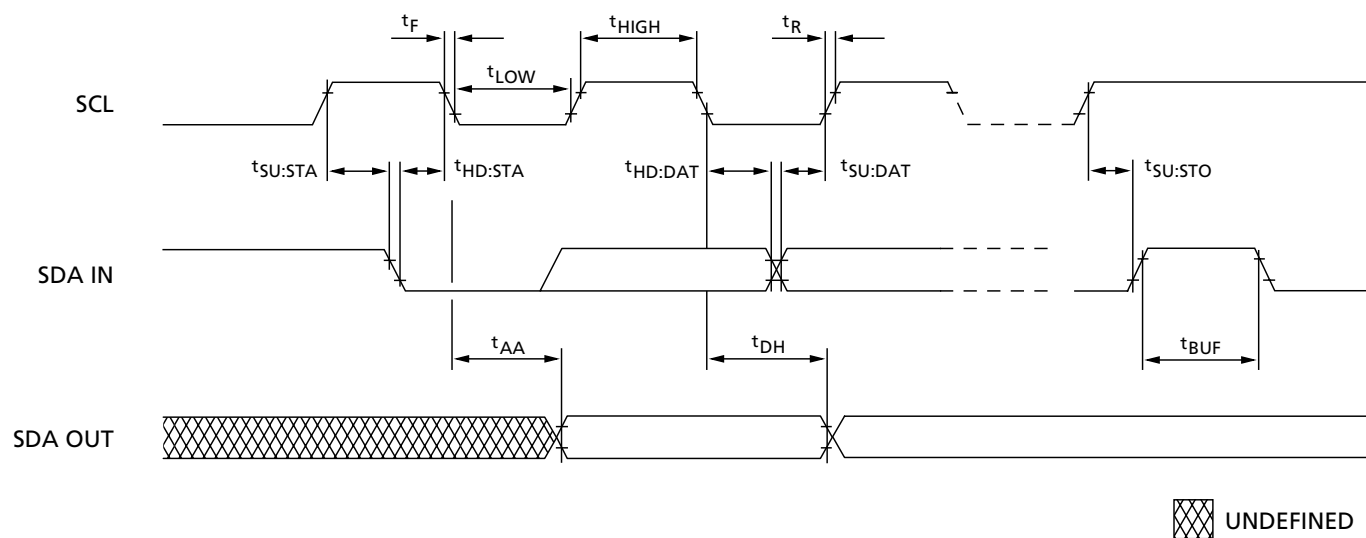 tF
tHIGH
tR
tLOW
SCL
tSU:STA
tHD:STA
tHD:DAT
tSU:DAT
tSU:STO
SDA IN
tAA
tDH
tBUF
SDA OUT
UNDEFINED